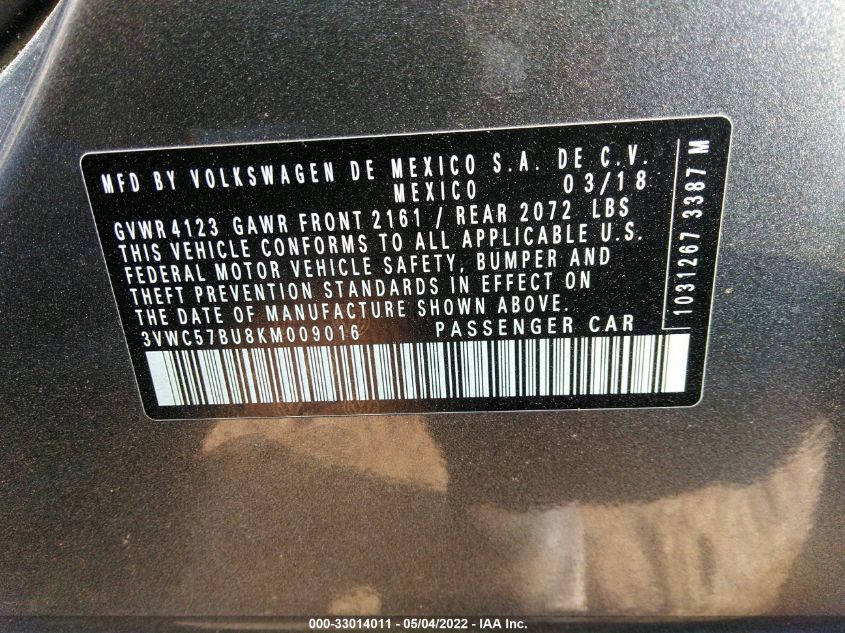 MFD BY VOLKSWAGEN DE MEXICO S.A. DE C.V.
MEXICO 03/18
GVWR 4123 GAWR FRONT 2161 / REAR 2072 LBS
THIS VEHICLE CONFORMS TO ALL APPLICABLE U.S.
FEDERAL MOTOR VEHICLE SAFETY, BUMPER AND
THEFT PREVENTION STANDARDS IN EFFECT ON
THE DATE OF MANUFACTURE SHOWN ABOVE.
3VWC57BU8KM009016 PASSENGER CAR
1031267 3387 M
000-33014011 - 05/04/2022 - IAA Inc.